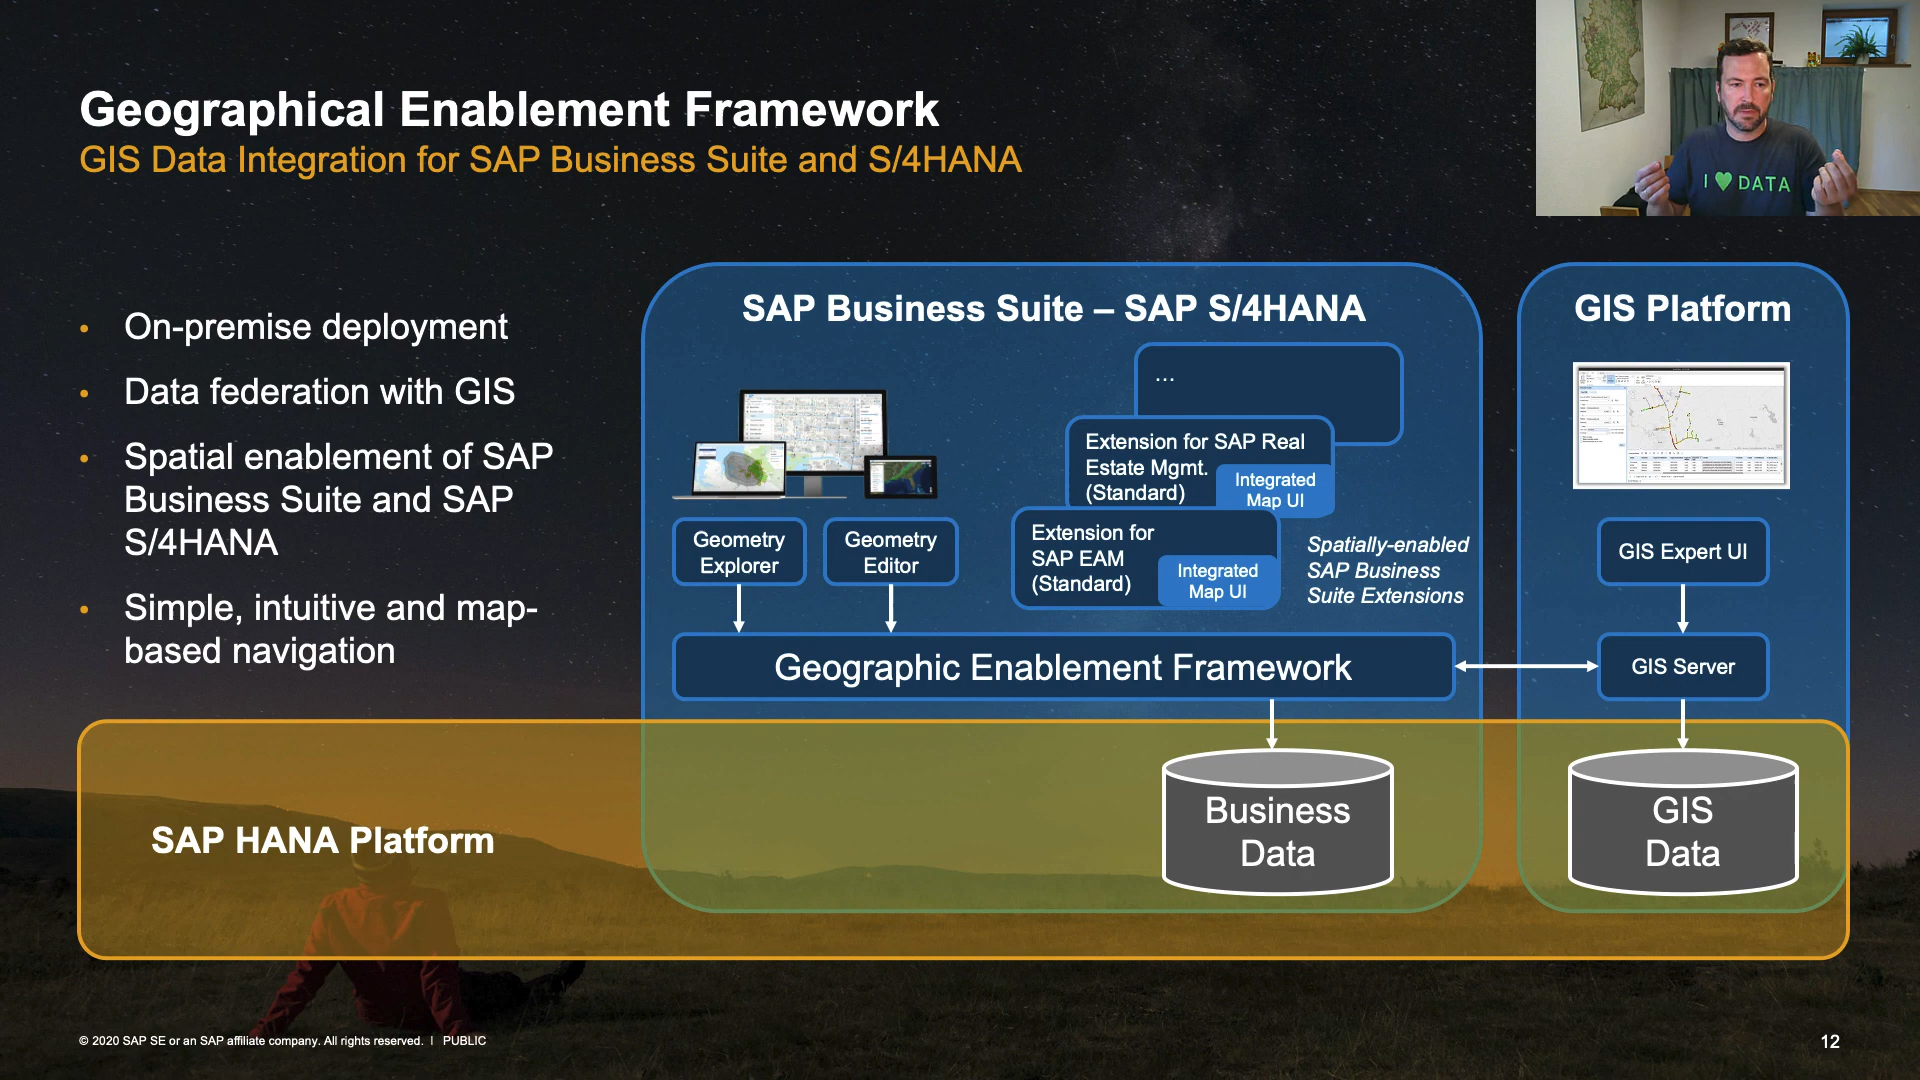 Geographical Enablement Framework
GIS Data Integration for SAP Business Suite and S/4HANA
I ♥ DATA
• On-premise deployment
• Data federation with GIS
• Spatial enablement of SAP
Business Suite and SAP
S/4HANA
• Simple, intuitive and map-
based navigation
SAP Business Suite – SAP S/4HANA
...
Extension for SAP Real
Estate Mgmt.
(Standard)
Integrated
Map UI
Extension for
SAP EAM
(Standard)
Integrated
Map UI
Spatially-enabled
SAP Business
Suite Extensions
Geometry
Explorer
Geometry
Editor
Geographic Enablement Framework
GIS Platform
GIS Expert UI
GIS Server
SAP HANA Platform
Business
Data
GIS
Data
© 2020 SAP SE or an SAP affiliate company. All rights reserved. | PUBLIC
12